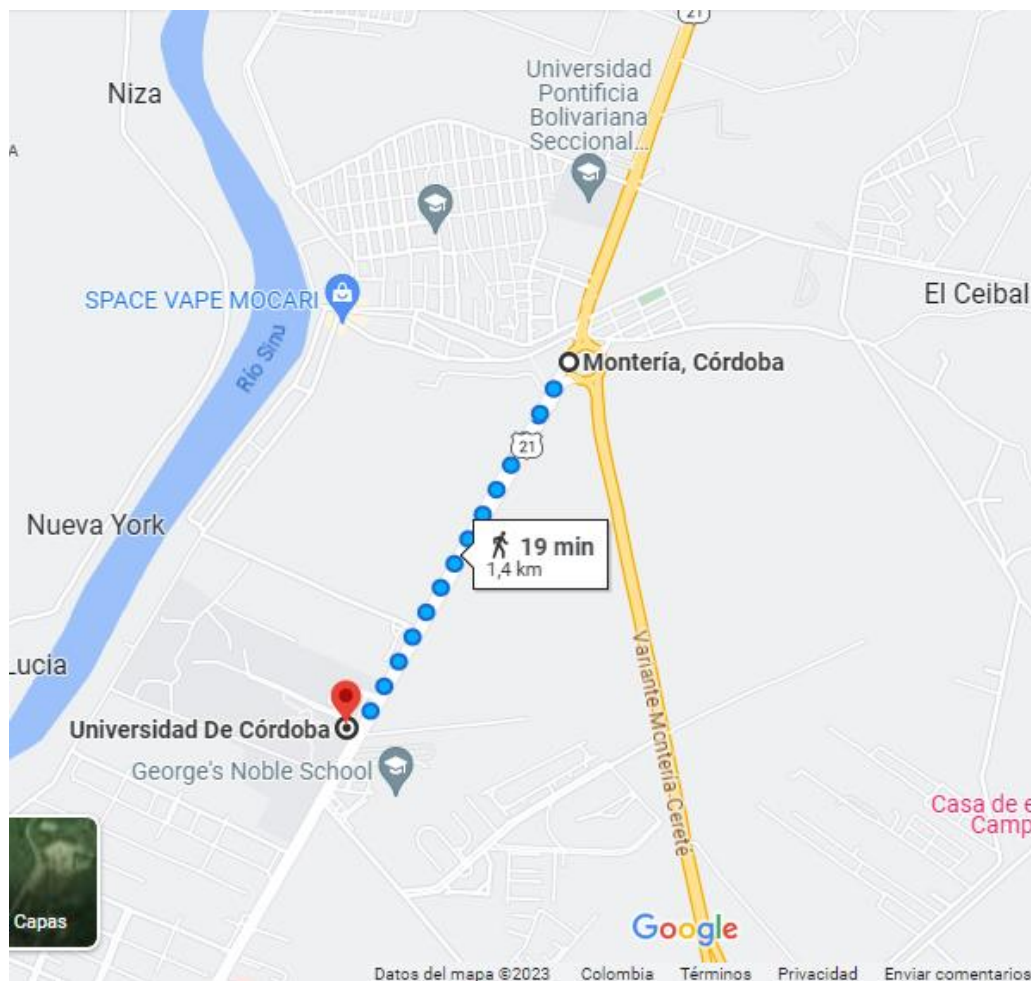 21
Universidad
Pontificia
Bolivariana
Seccional...
Niza
A
SPACE VAPE MOCARI
El Ceibal
Río Sinu
Montería, Córdoba
21
Nueva York
19 min
1,4 km
Lucia
Variante Montería-Cereté
Universidad De Córdoba
George's Noble School
Casa de e
Camp
Capas
Google
Datos del mapa ©2023 Colombia Términos Privacidad Enviar comentarios